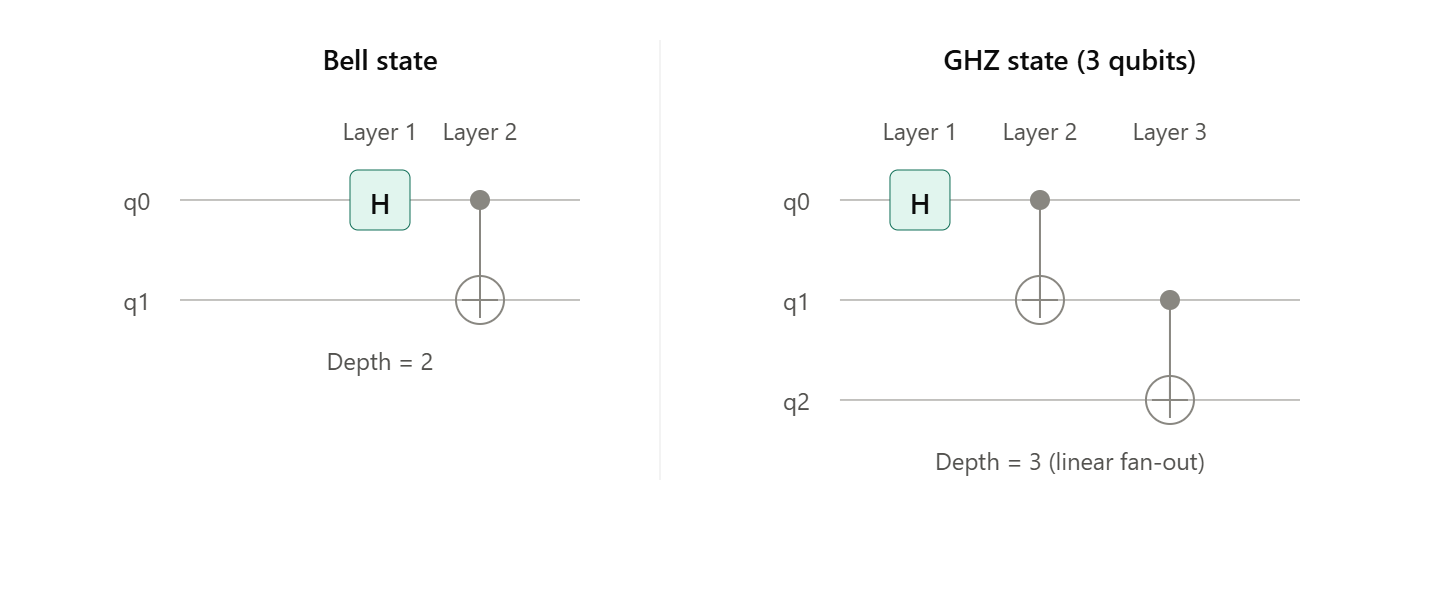 Bell state
Layer 1 Layer 2
q0
H
q1
Depth = 2
GHZ state (3 qubits)
Layer 1 Layer 2 Layer 3
q0
H
q1
q2
Depth = 3 (linear fan-out)